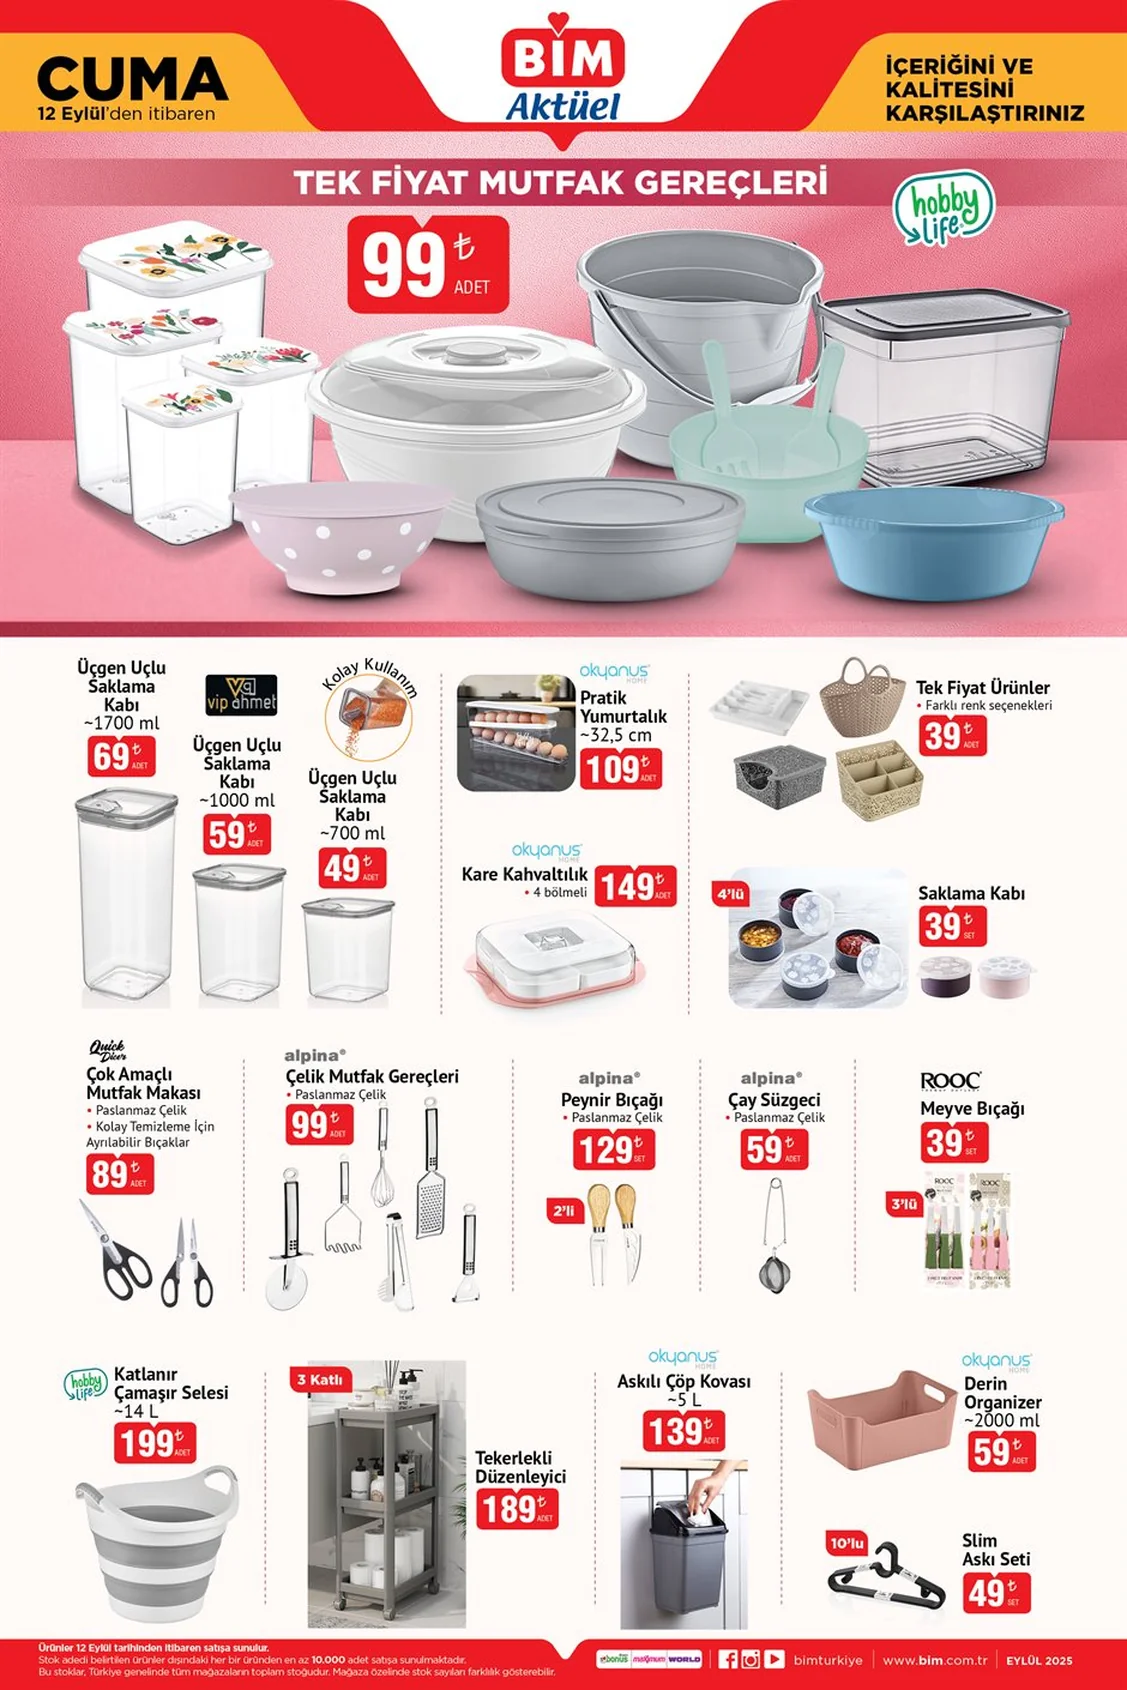 CUMA
12 Eylül'den itibaren
BİM
Aktüel
İÇERİĞİNİ VE
KALİTESİNİ
KARŞILAŞTIRINIZ
TEK FİYAT MUTFAK GEREÇLERİ
hobby
life
99₺
ADET
Üçgen Uçlu
Saklama
Kabı
~1700 ml
69₺
ADET
va
vip ahmet
Üçgen Uçlu
Saklama
Kabı
~1000 ml
59₺
ADET
Kolay Kullanım
Üçgen Uçlu
Saklama
Kabı
~700 ml
49₺
ADET
okyanus
HOME
Pratik
Yumurtalık
~32,5 cm
109₺
ADET
okyanus
HOME
Kare Kahvaltılık
• 4 bölmeli
149₺
ADET
Tek Fiyat Ürünler
• Farklı renk seçenekleri
39₺
ADET
4'lü
Saklama Kabı
39₺
SET
Quick
Dicer
Çok Amaçlı
Mutfak Makası
• Paslanmaz Çelik
• Kolay Temizleme İçin
Ayrılabilir Bıçaklar
89₺
ADET
alpina®
Çelik Mutfak Gereçleri
• Paslanmaz Çelik
99₺
ADET
alpina®
Peynir Bıçağı
• Paslanmaz Çelik
129₺
SET
2'li
alpina®
Çay Süzgeci
• Paslanmaz Çelik
59₺
ADET
ROOC
Meyve Bıçağı
39₺
SET
3'lü
ROOC
ROOC
hobby
life
Katlanır
Çamaşır Selesi
~14 L
199₺
ADET
3 Katlı
Tekerlekli
Düzenleyici
189₺
ADET
okyanus
HOME
Askılı Çöp Kovası
~5 L
139₺
ADET
okyanus
HOME
Derin
Organizer
~2000 ml
59₺
ADET
10'lu
Slim
Askı Seti
49₺
SET
Ürünler 12 Eylül tarihinden itibaren satışa sunulur.
Stok adedi belirtilen ürünler dışındaki her bir üründen en az 10.000 adet satışa sunulmaktadır.
Bu stoklar, Türkiye genelinde tüm mağazaların toplam stoğudur. Mağaza özelinde stok sayıları farklılık gösterebilir.
bonus maximum WORLD
bimturkiye
www.bim.com.tr
EYLÜL 2025